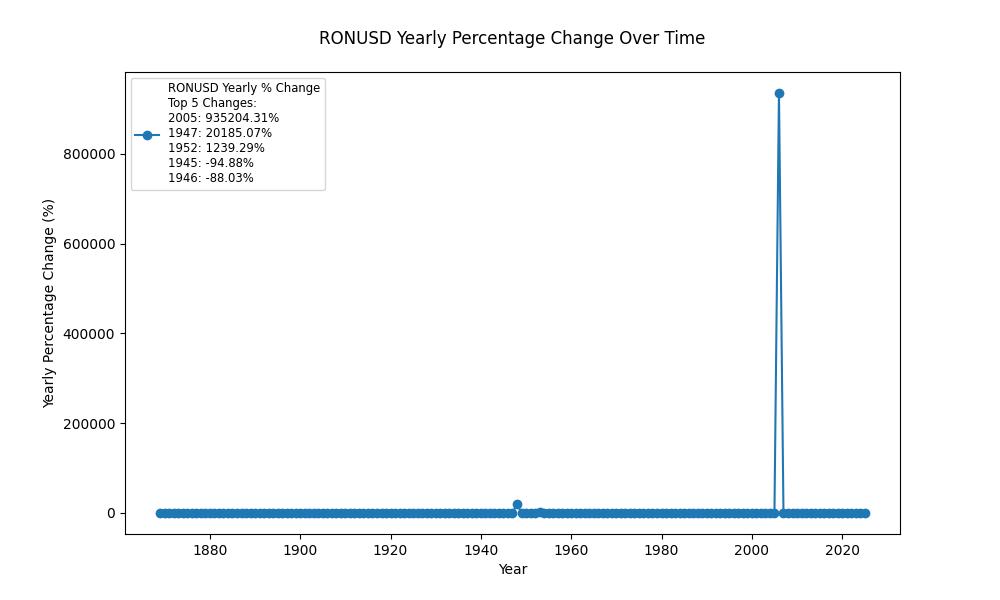 RONUSD Yearly Percentage Change Over Time
RONUSD Yearly % Change
Top 5 Changes:
2005: 935204.31%
1947: 20185.07%
1952: 1239.29%
1945: -94.88%
1946: -88.03%
Yearly Percentage Change (%)
800000
600000
400000
200000
0
1880 1900 1920 1940 1960 1980 2000 2020
Year